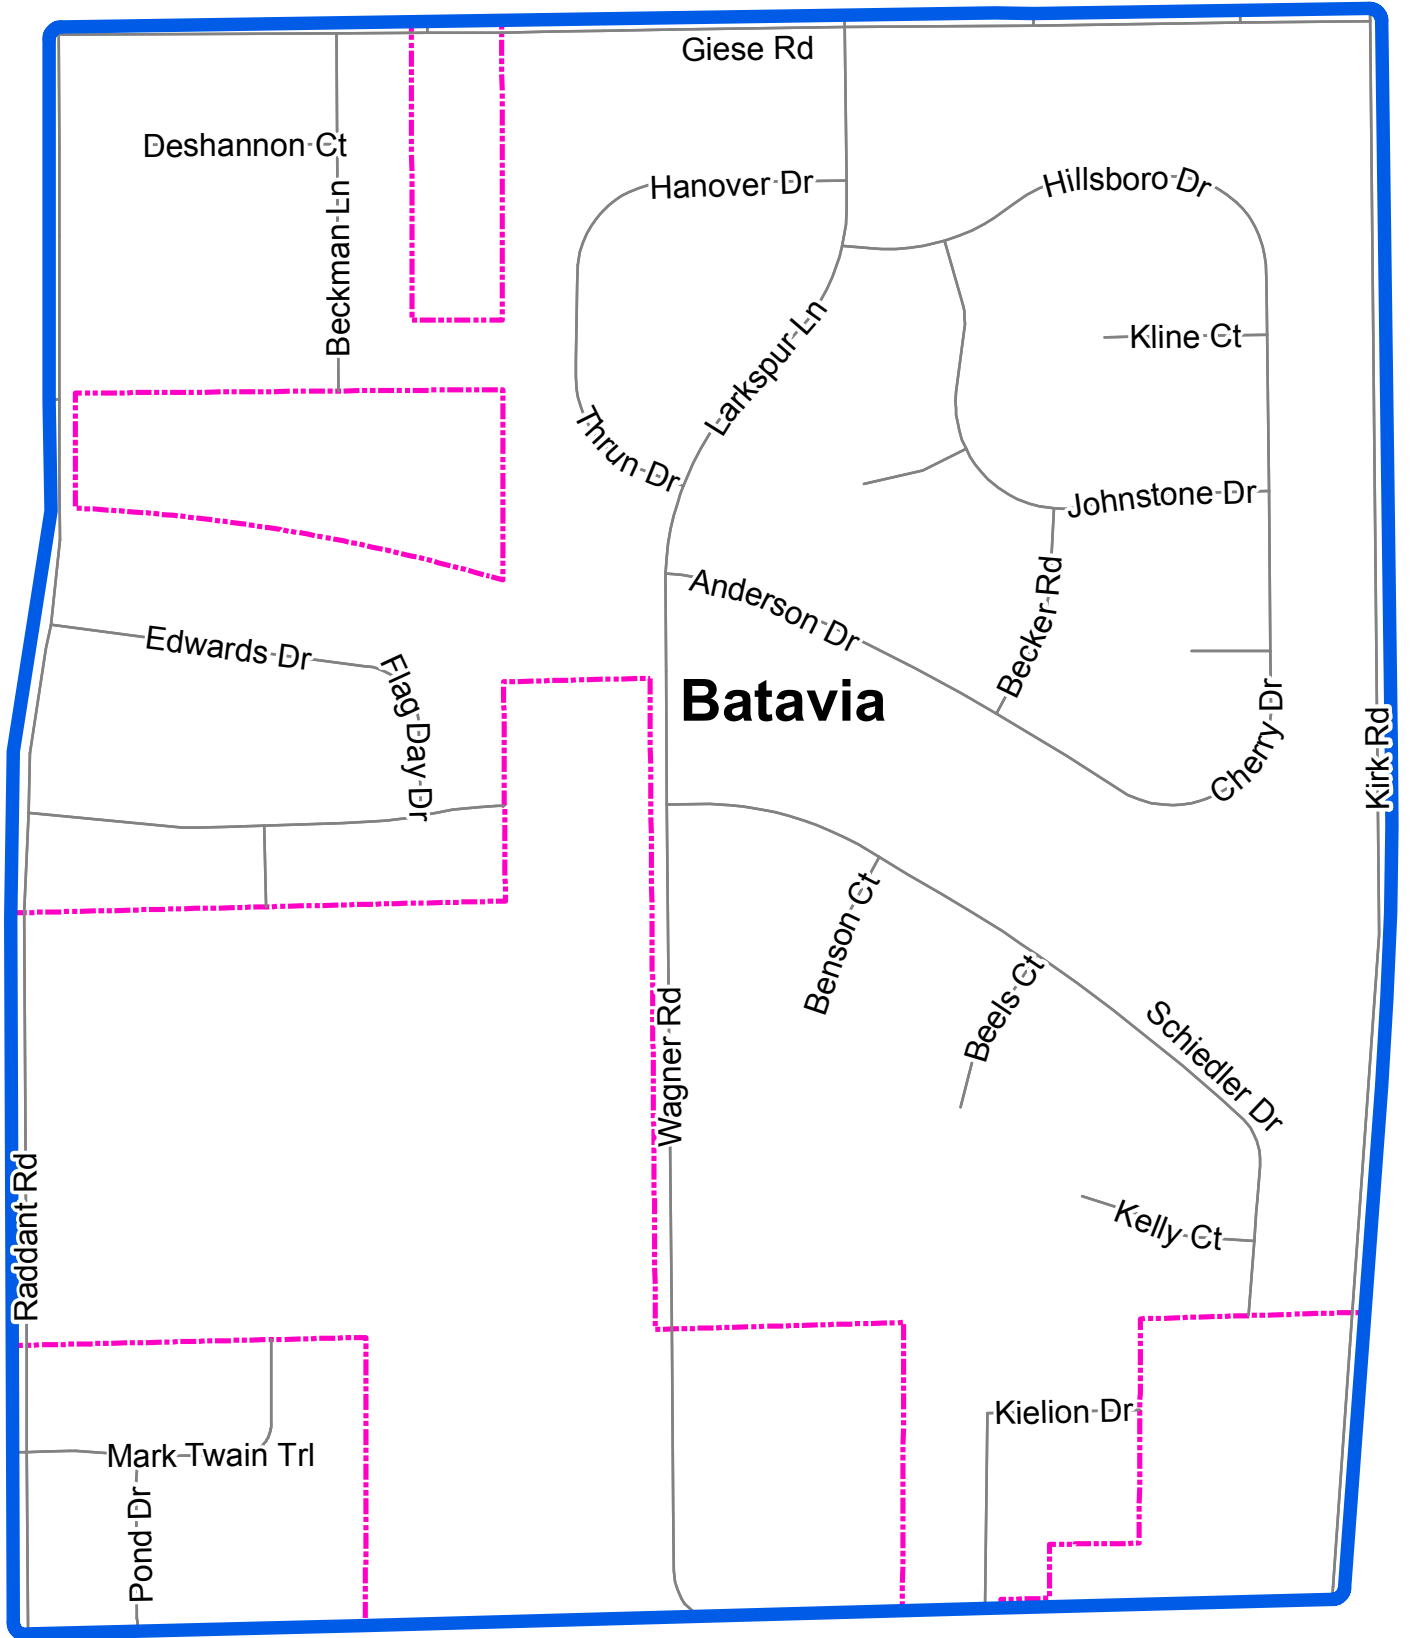 Giese Rd
Deshannon Ct
Hanover Dr
Hillsboro Dr
Beckman Ln
Larkspur Ln
Kline Ct
Thrun Dr
Johnstone Dr
Anderson Dr
Becker Rd
Edwards Dr
Flag Day Dr
Batavia
Cherry Dr
Kirk Rd
Benson Ct
Beels Ct
Wagner Rd
Schiedler Dr
Raddant Rd
Kelly Ct
Kielion Dr
Mark Twain Trl
Pond Dr